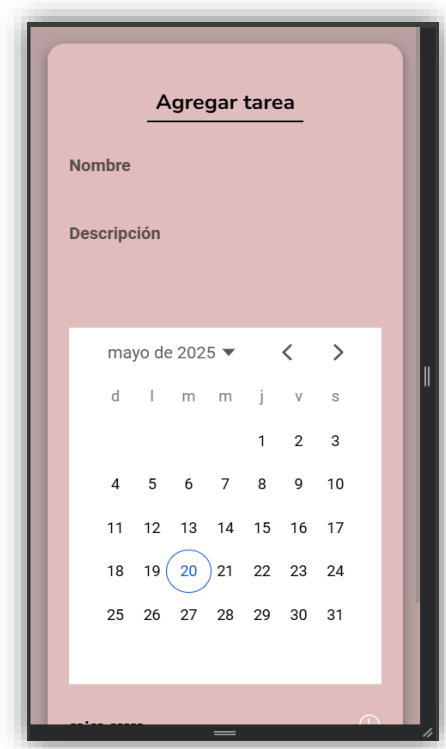 Agregar tarea
Nombre
Descripción
mayo de 2025
d l m m j v s
1 2 3
4 5 6 7 8 9 10
11 12 13 14 15 16 17
18 19 20 21 22 23 24
25 26 27 28 29 30 31